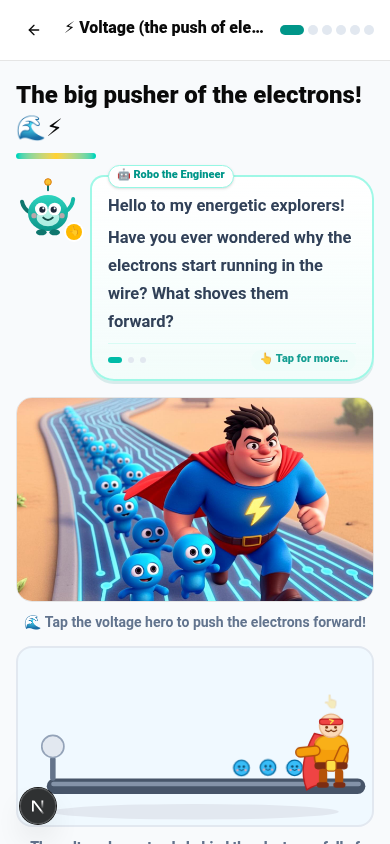 ⚡ Voltage (the push of ele...
The big pusher of the electrons!
🌊⚡
🤖 Robo the Engineer
Hello to my energetic explorers!
Have you ever wondered why the
electrons start running in the
wire? What shoves them
forward?
👆 Tap for more...
🌊 Tap the voltage hero to push the electrons forward!
N